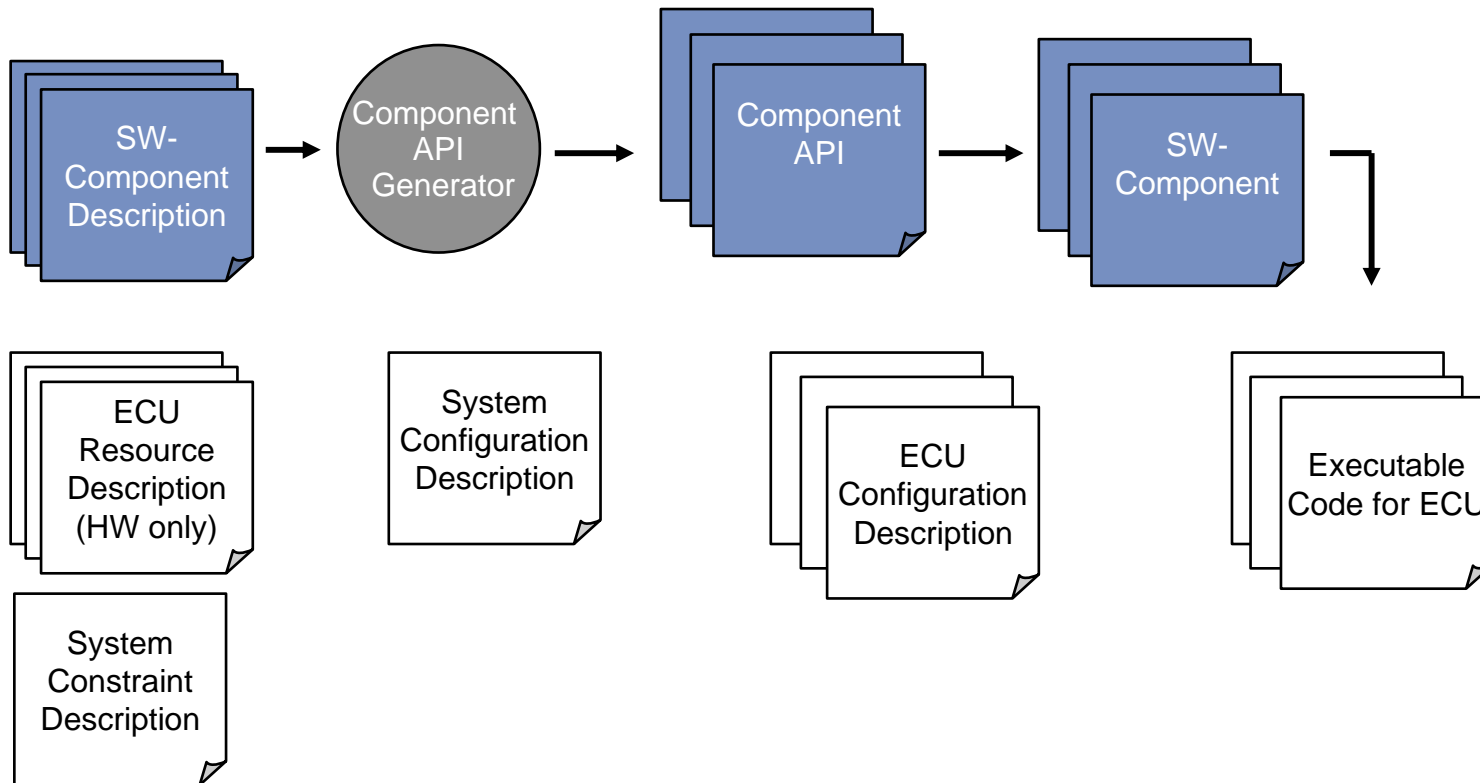 SW-
Component
Description
Component
API
Generator
Component
API
SW-
Component
ECU
Resource
Description
(HW only)
System
Configuration
Description
ECU
Configuration
Description
Executable
Code for ECU
System
Constraint
Description